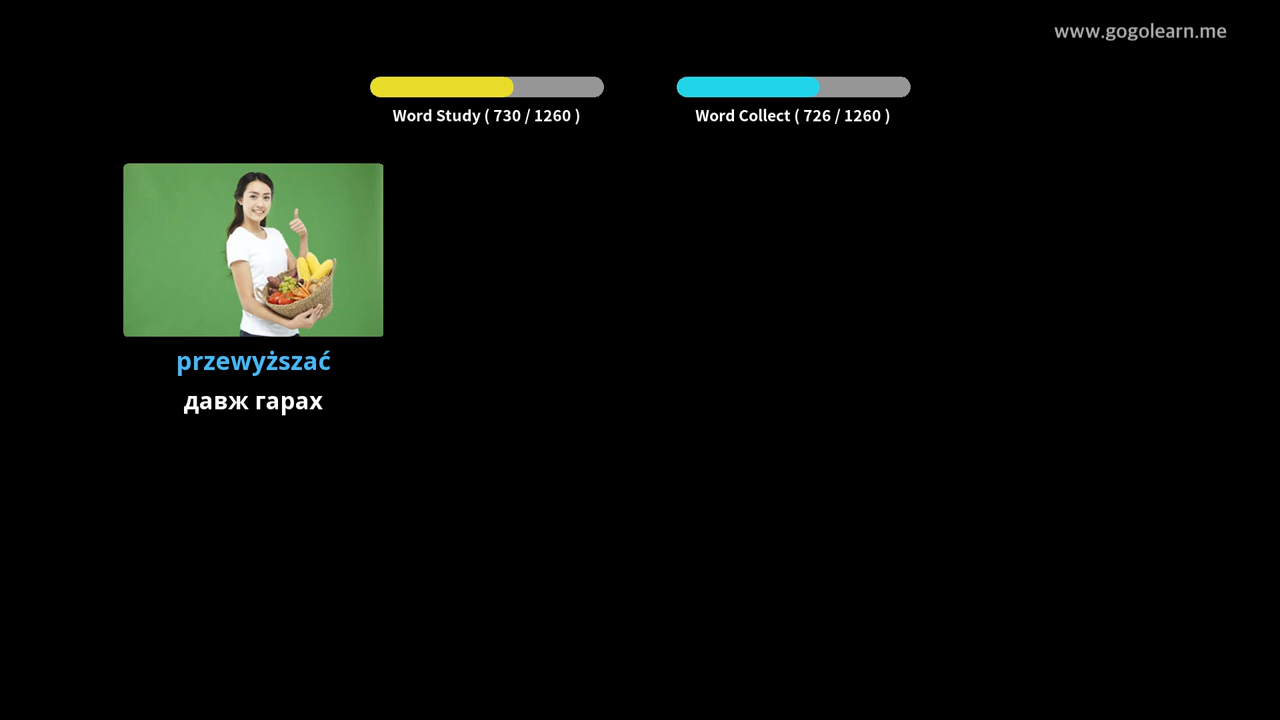 www.gogolearn.me
Word Study ( 730 / 1260 )
Word Collect ( 726 / 1260 )
przewyższać
давж гарах